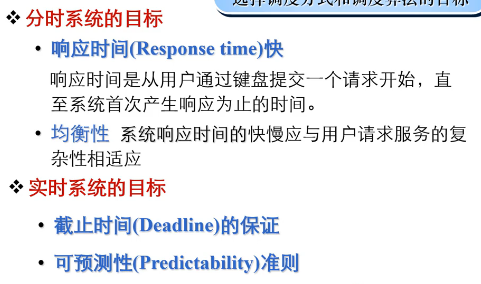 选择调度方式和调度算法的目标
❖ 分时系统的目标
• 响应时间(Response time)快
响应时间是从用户通过键盘提交一个请求开始，直
至系统首次产生响应为止的时间。
• 均衡性 系统响应时间的快慢应与用户请求服务的复
杂性相适应
❖ 实时系统的目标
• 截止时间(Deadline)的保证
• 可预测性(Predictability)准则